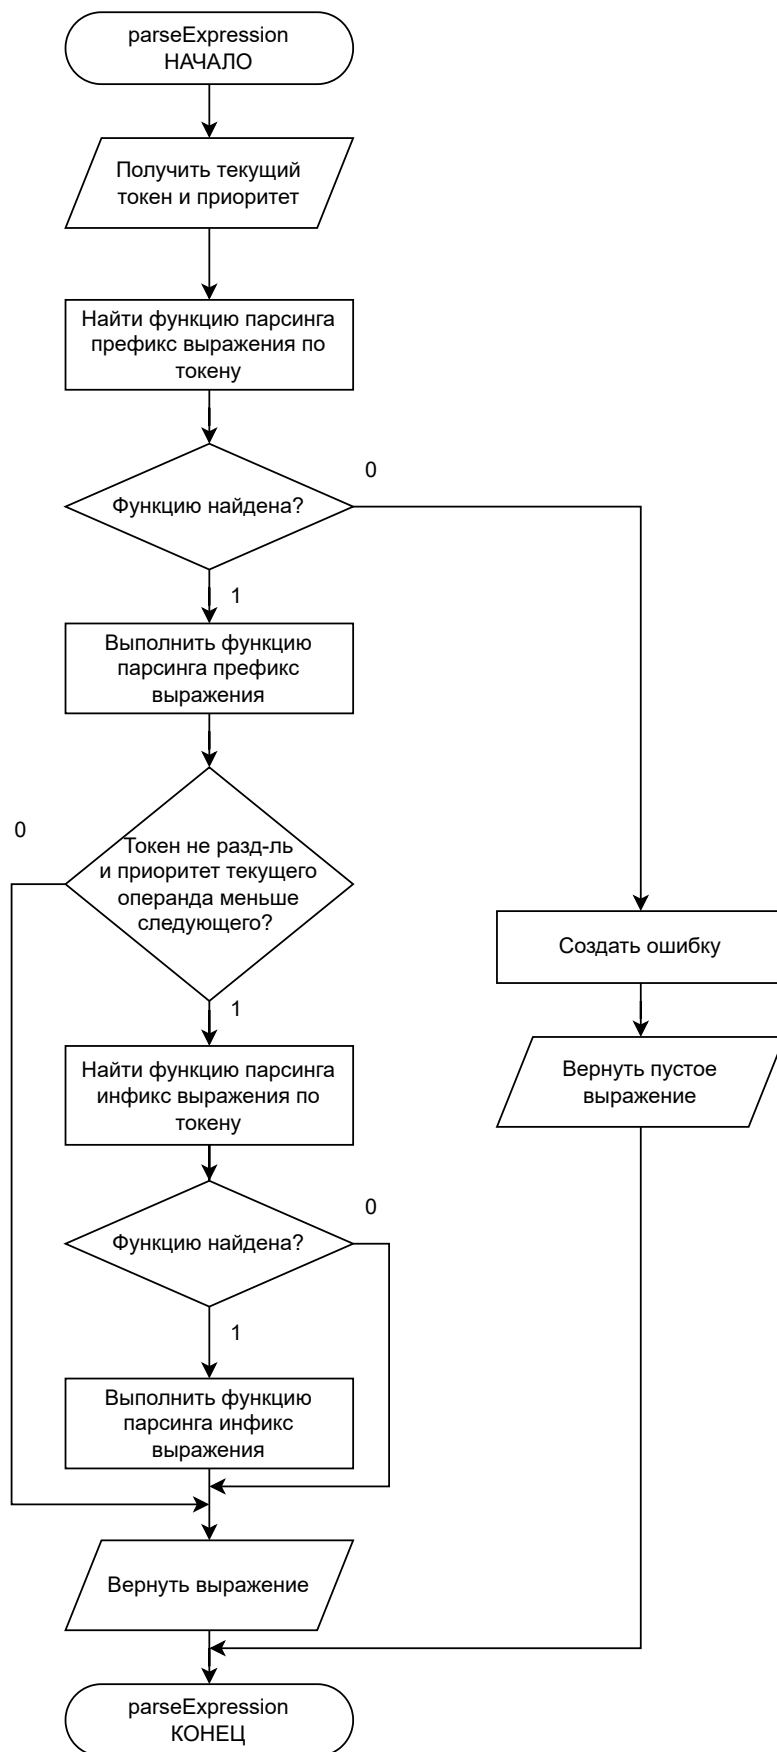 parseExpression
НАЧАЛО
Получить текущий
токен и приоритет
Найти функцию парсинга
префикс выражения по
токену
0
Функцию найдена?
1
Выполнить функцию
парсинга префикс
выражения
0
Токен не разд-ль
и приоритет текущего
операнда меньше
следующего?
Создать ошибку
1
Найти функцию парсинга
инфикс выражения по
токену
Вернуть пустое
выражение
0
Функцию найдена?
1
Выполнить функцию
парсинга инфикс
выражения
Вернуть выражение
parseExpression
КОНЕЦ